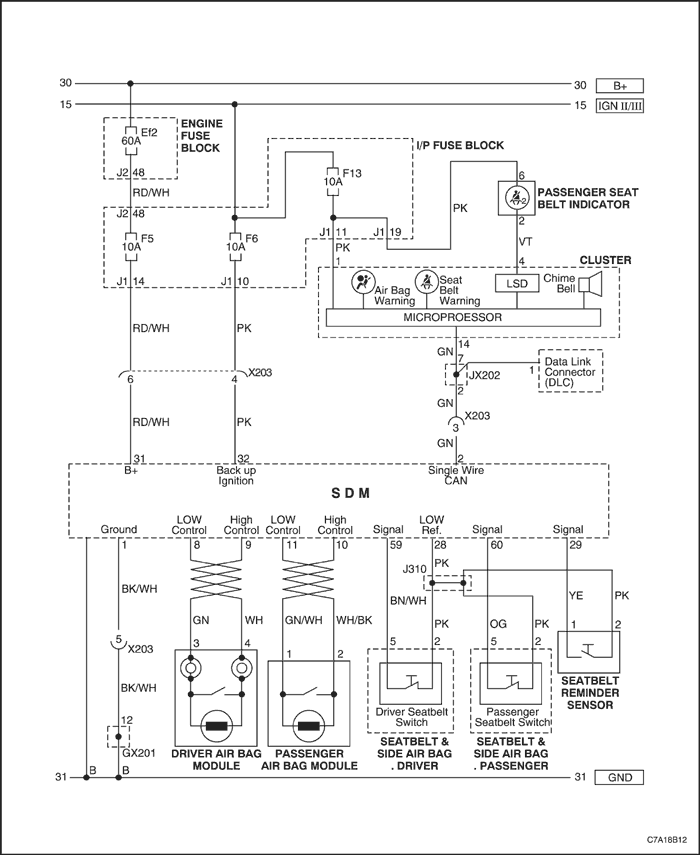 30
30
B+
15
15
IGN II/III
ENGINE
FUSE
BLOCK
Ef2
60A
I/P FUSE BLOCK
F13
10A
J2 48
RD/WH
J2 48
F5
10A
F6
10A
J1 11
J1 19
PK
PK
6
2
PASSENGER SEAT
BELT INDICATOR
2
VT
J1 14
J1 10
1
4
CLUSTER
Air Bag
Warning
Seat
Belt
Warning
LSD
Chime
Bell
MICROPROESSOR
RD/WH
PK
14
GN
7
JX202
2
1
Data Link
Connector
(DLC)
6
4
X203
GN
X203
3
RD/WH
PK
GN
31
32
2
B+
Back up
Ignition
Single Wire
CAN
SDM
Ground
LOW
Control
High
Control
LOW
Control
High
Control
Signal
LOW
Ref.
Signal
Signal
1
8
9
11
10
59
28
60
29
PK
J310
BK/WH
BN/WH
YE
PK
GN
WH
GN/WH
WH/BK
PK
OG
PK
5
X203
3
4
1
2
5
2
5
2
1
2
BK/WH
12
GX201
Driver Seatbelt
Switch
Passenger
Seatbelt Switch
SEATBELT
REMINDER
SENSOR
DRIVER AIR BAG
MODULE
PASSENGER
AIR BAG MODULE
SEATBELT &
SIDE AIR BAG
. DRIVER
SEATBELT &
SIDE AIR BAG
. PASSENGER
31
B
B
31
GND
C7A18B12